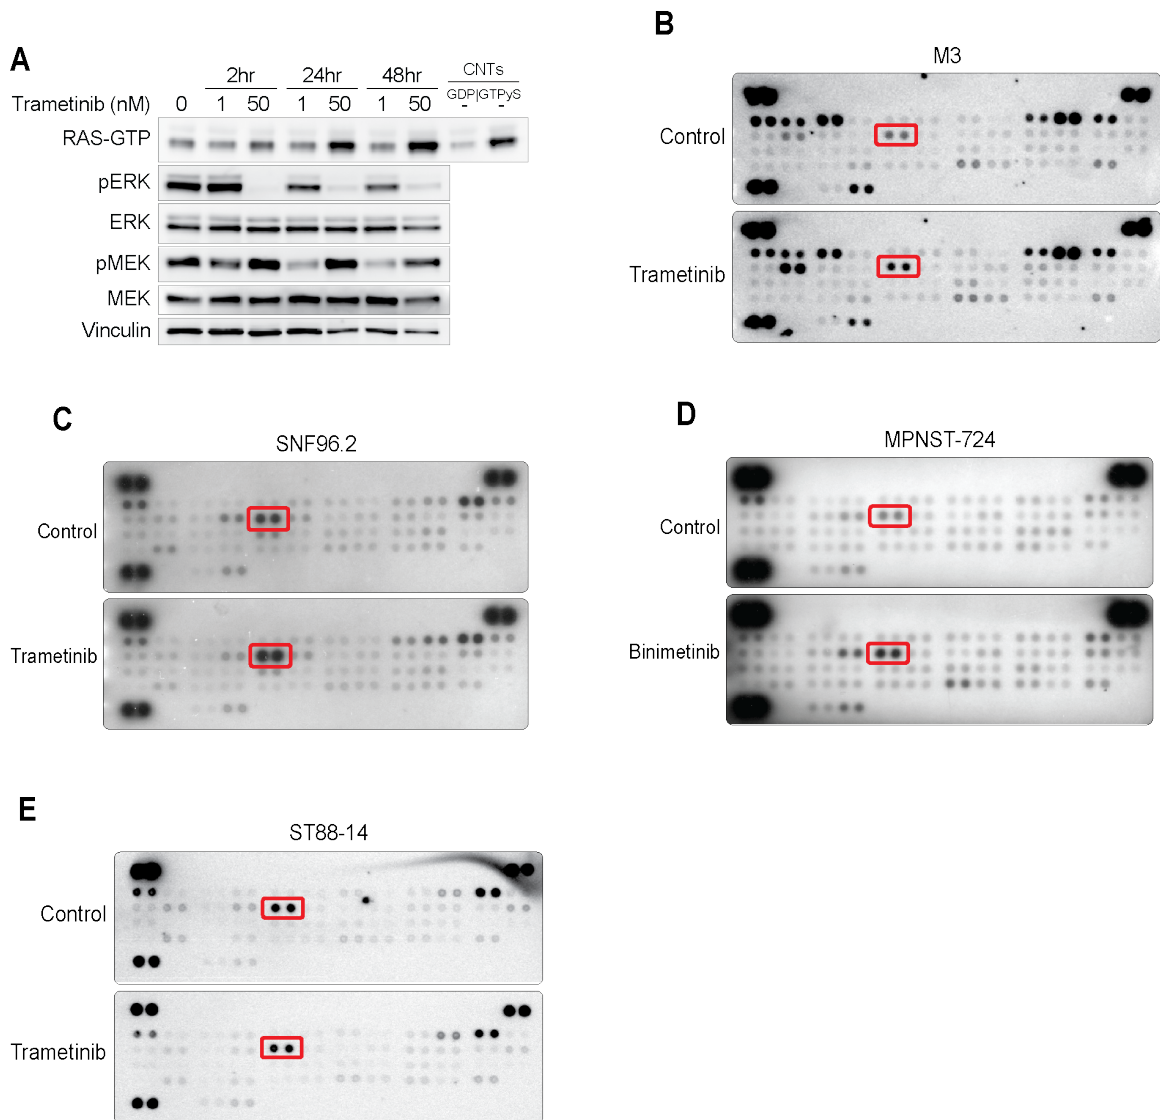 A
2hr 24hr 48hr CNTs
GDP|GTPyS
Trametinib (nM) 0 1 50 1 50 1 50 - -
RAS-GTP
pERK
ERK
pMEK
MEK
Vinculin
B
M3
Control
Trametinib
C
SNF96.2
Control
Trametinib
D
MPNST-724
Control
Binimetinib
E
ST88-14
Control
Trametinib